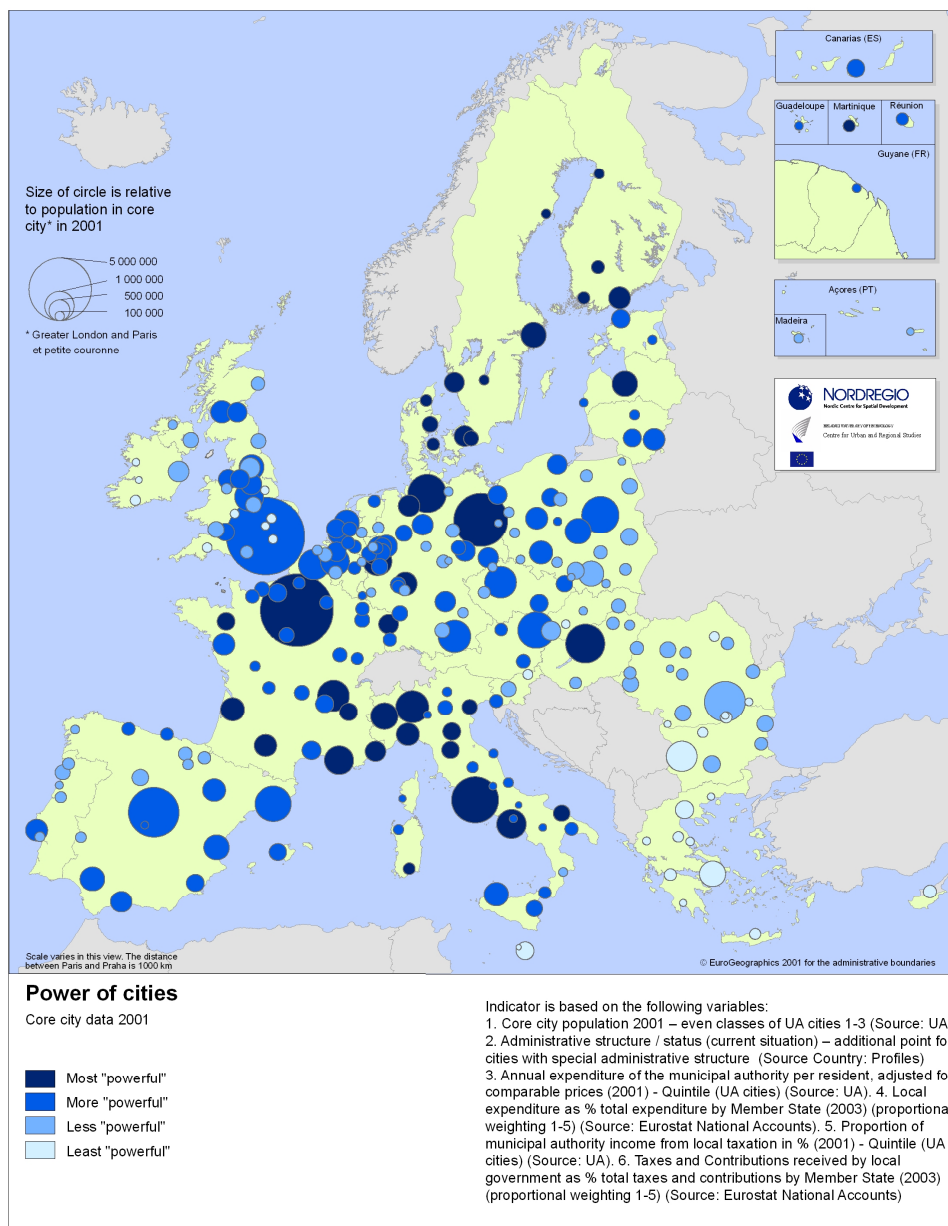 Canarias (ES)
Guadeloupe
Martinique
Réunion
Guyane (FR)
Size of circle is relative
to population in core
city* in 2001
5 000 000
1 000 000
500 000
100 000
* Greater London and Paris
et petite couronne
Açores (PT)
Madeira
NORDREGIO
Nordic Centre for Spatial Development
Centre for Urban and Regional Studies
Scale varies in this view. The distance
between Paris and Praha is 1000 km
© EuroGeographics 2001 for the administrative boundaries
Power of cities
Core city data 2001
Most "powerful"
More "powerful"
Less "powerful"
Least "powerful"
Indicator is based on the following variables:
1. Core city population 2001 – even classes of UA cities 1-3 (Source: UA
2. Administrative structure / status (current situation) – additional point fo
cities with special administrative structure (Source Country: Profiles)
3. Annual expenditure of the municipal authority per resident, adjusted fo
comparable prices (2001) - Quintile (UA cities) (Source: UA). 4. Local
expenditure as % total expenditure by Member State (2003) (proportiona
weighting 1-5) (Source: Eurostat National Accounts). 5. Proportion of
municipal authority income from local taxation in % (2001) - Quintile (UA
cities) (Source: UA). 6. Taxes and Contributions received by local
government as % total taxes and contributions by Member State (2003)
(proportional weighting 1-5) (Source: Eurostat National Accounts)